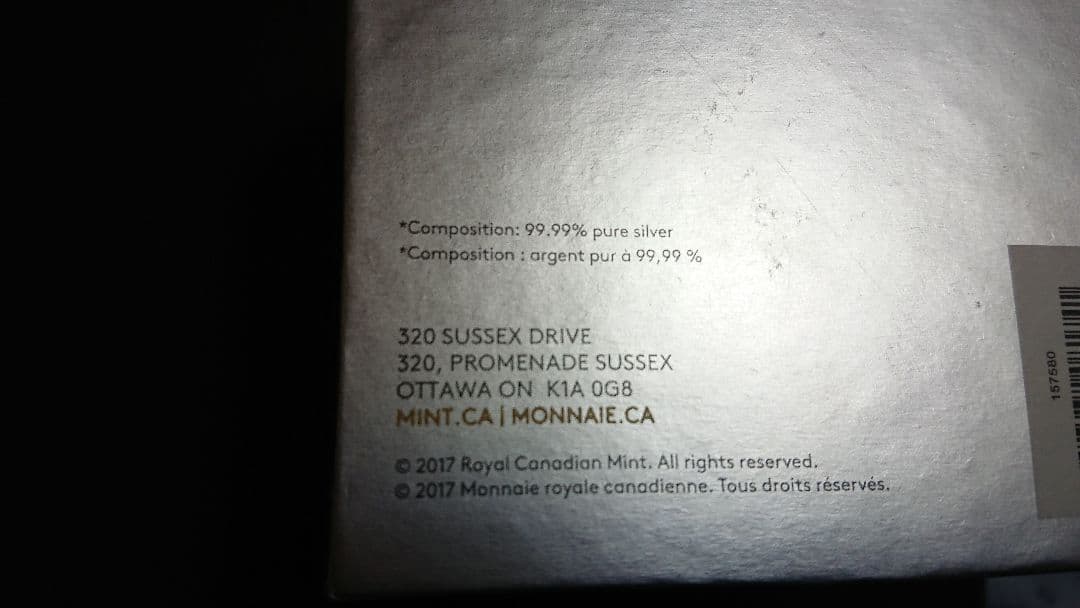 *Composition: 99.99% pure silver
*Composition : argent pur à 99,99 %
320 SUSSEX DRIVE
320, PROMENADE SUSSEX
OTTAWA ON K1A 0G8
MINT.CA | MONNAIE.CA
© 2017 Royal Canadian Mint. All rights reserved.
© 2017 Monnaie royale canadienne. Tous droits réservés.
157580